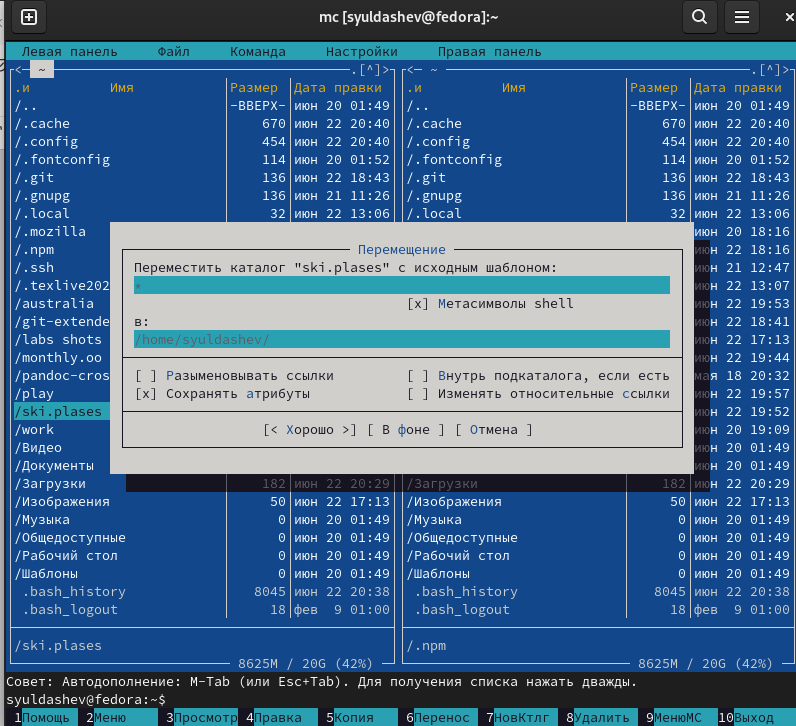 mc [syuldashev@fedora]:~
Левая панель Файл Команда Настройки Правая панель
<─ ~ .[^]> <─ ~ .[^]>
.и Имя Размер Дата правки .и Имя Размер Дата правки
/.. -ВВЕРХ- июн 20 01:49 /.. -ВВЕРХ- июн 20 01:49
/.cache 670 июн 22 20:40 /.cache 670 июн 22 20:40
/.config 454 июн 22 20:40 /.config 454 июн 22 20:40
/.fontconfig 114 июн 20 01:52 /.fontconfig 114 июн 20 01:52
/.git 136 июн 22 18:43 /.git 136 июн 22 18:43
/.gnupg 136 июн 21 11:26 /.gnupg 136 июн 21 11:26
/.local 32 июн 22 13:06 /.local 32 июн 22 13:06
/.mozilla июн 20 18:16
/.npm июн 22 18:16
/.ssh июн 21 12:47
/.texlive202 июн 22 13:07
/australia июн 22 19:53
/git-extende июн 22 18:41
/labs shots июн 22 17:13
/monthly.oo июн 22 19:44
/pandoc-cros мая 18 20:32
/play июн 22 19:57
/ski.plases июн 22 19:52
/work июн 20 19:09
/Видео июн 20 01:49
/Документы июн 20 01:49
Перемещение
Переместить каталог "ski.plases" с исходным шаблоном:
*
[x] Метасимволы shell
в:
/home/syuldashev/
[ ] Разыменовывать ссылки [ ] Внутрь подкаталога, если есть
[x] Сохранять атрибуты [ ] Изменять относительные ссылки
[< Хорошо >] [ В фоне ] [ Отмена ]
/Загрузки 182 июн 22 20:29 /Загрузки 182 июн 22 20:29
/Изображения 50 июн 22 17:13 /Изображения 50 июн 22 17:13
/Музыка 0 июн 20 01:49 /Музыка 0 июн 20 01:49
/Общедоступные 0 июн 20 01:49 /Общедоступные 0 июн 20 01:49
/Рабочий стол 0 июн 20 01:49 /Рабочий стол 0 июн 20 01:49
/Шаблоны 0 июн 20 01:49 /Шаблоны 0 июн 20 01:49
.bash_history 8045 июн 22 20:38 .bash_history 8045 июн 22 20:38
.bash_logout 18 фев 9 01:00 .bash_logout 18 фев 9 01:00
/ski.plases /.npm
8625M / 20G (42%) 8625M / 20G (42%)
Совет: Автодополнение: M-Tab (или Esc+Tab). Для получения списка нажать дважды.
syuldashev@fedora:~$
1Помощь 2Меню 3Просмотр 4Правка 5Копия 6Перенос 7НовКтлг 8Удалить 9МенюMC 10Выход